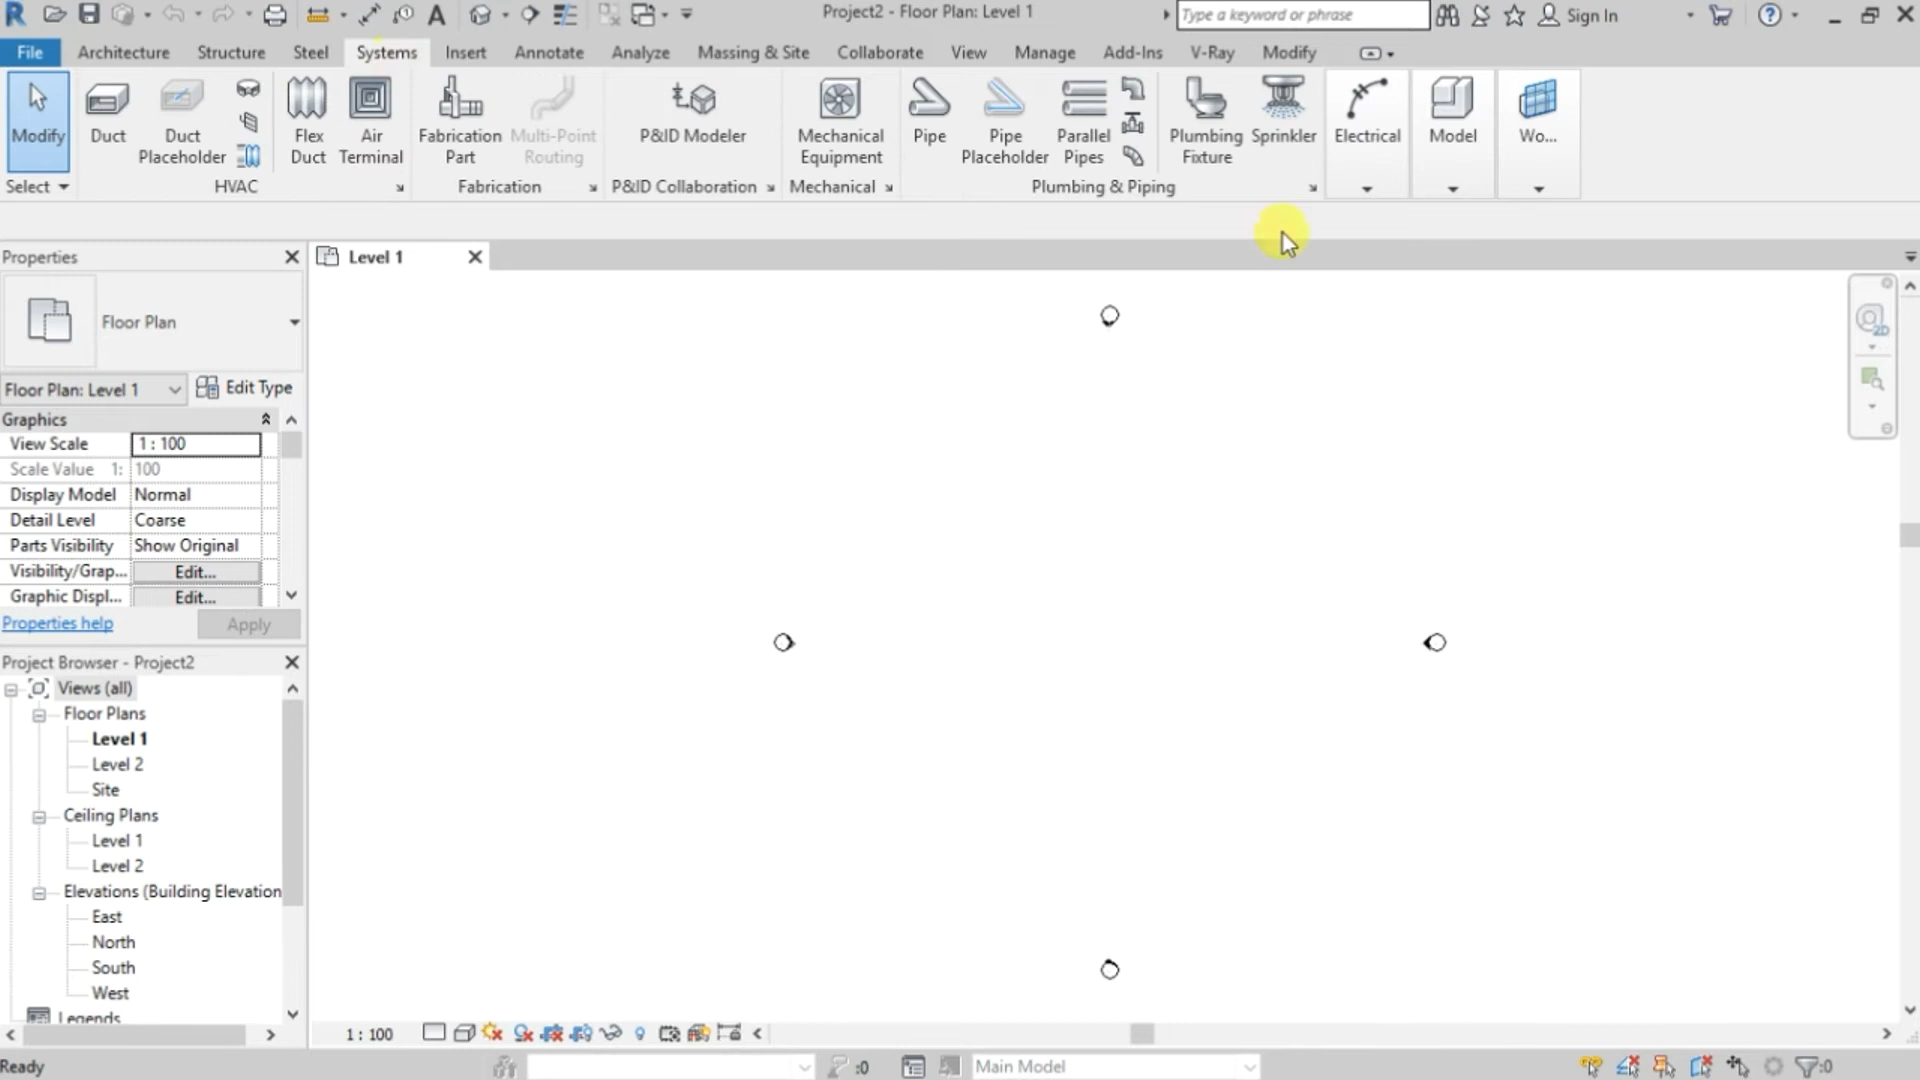 Project2 - Floor Plan: Level 1
Type a keyword or phrase
Sign In
File Architecture Structure Steel Systems Insert Annotate Analyze Massing & Site Collaborate View Manage Add-Ins V-Ray Modify
Modify
Duct
Duct Placeholder
Flex Duct
Air Terminal
Fabrication Part
Multi-Point Routing
P&ID Modeler
Mechanical Equipment
Pipe
Pipe Placeholder
Parallel Pipes
Plumbing Fixture
Sprinkler
Electrical
Model
Wo...
Select
HVAC
Fabrication
P&ID Collaboration
Mechanical
Plumbing & Piping
Properties
Level 1
Floor Plan
Floor Plan: Level 1
Edit Type
Graphics
View Scale 1 : 100
Scale Value 1: 100
Display Model Normal
Detail Level Coarse
Parts Visibility Show Original
Visibility/Grap... Edit...
Graphic Displ... Edit...
Properties help
Apply
Project Browser - Project2
Views (all)
Floor Plans
Level 1
Level 2
Site
Ceiling Plans
Level 1
Level 2
Elevations (Building Elevation
East
North
South
West
Legends
1 : 100
Ready
:0
Main Model
:0
2D